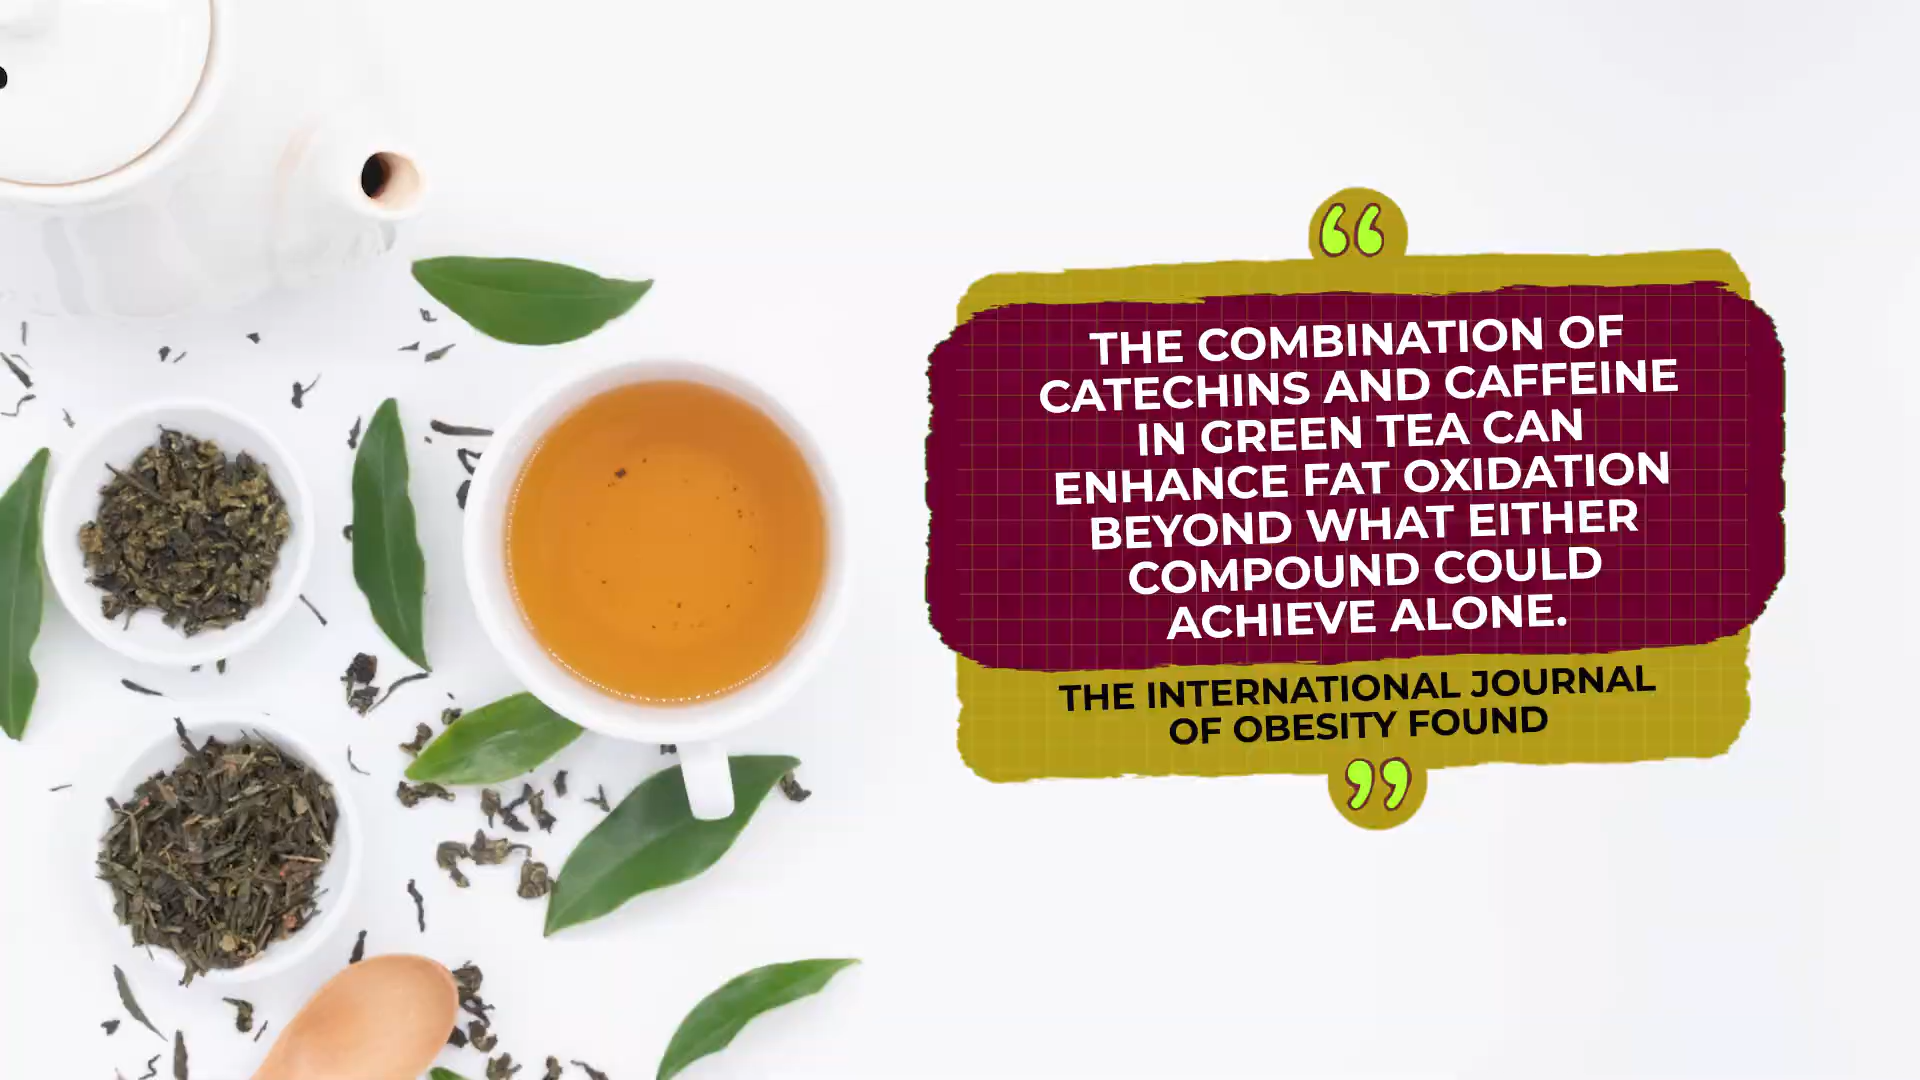 “
THE COMBINATION OF
CATECHINS AND CAFFEINE
IN GREEN TEA CAN
ENHANCE FAT OXIDATION
BEYOND WHAT EITHER
COMPOUND COULD
ACHIEVE ALONE.
THE INTERNATIONAL JOURNAL
OF OBESITY FOUND
”